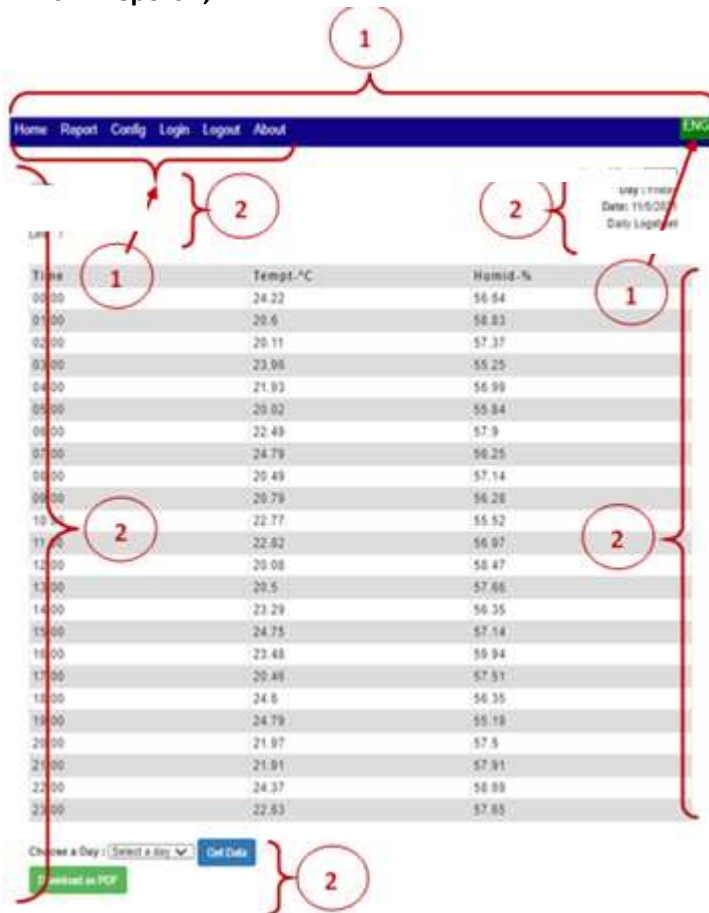 1
Home Report Config Login Logout About ENG
2 2
Date: 11/5/202
Daily Logsheet
1 1
Time Tempt-°C Humid-%
00:00 24.22 56.64
01:00 20.6 58.83
02:00 20.11 57.37
03:00 23.96 55.25
04:00 21.93 56.99
05:00 20.02 55.84
06:00 22.49 57.9
07:00 24.79 56.25
08:00 20.49 57.14
09:00 20.79 56.28
10:00 22.77 55.52
11:00 22.82 56.97
12:00 20.08 58.47
13:00 20.5 57.66
14:00 23.29 56.35
15:00 24.75 57.14
16:00 23.48 59.94
17:00 20.46 57.51
18:00 24.6 56.35
19:00 24.79 55.19
20:00 21.97 57.5
21:00 21.91 57.91
22:00 24.37 58.89
23:00 22.63 57.65
2 2
Choose a Day : Select a day Get Data
Download as PDF
2